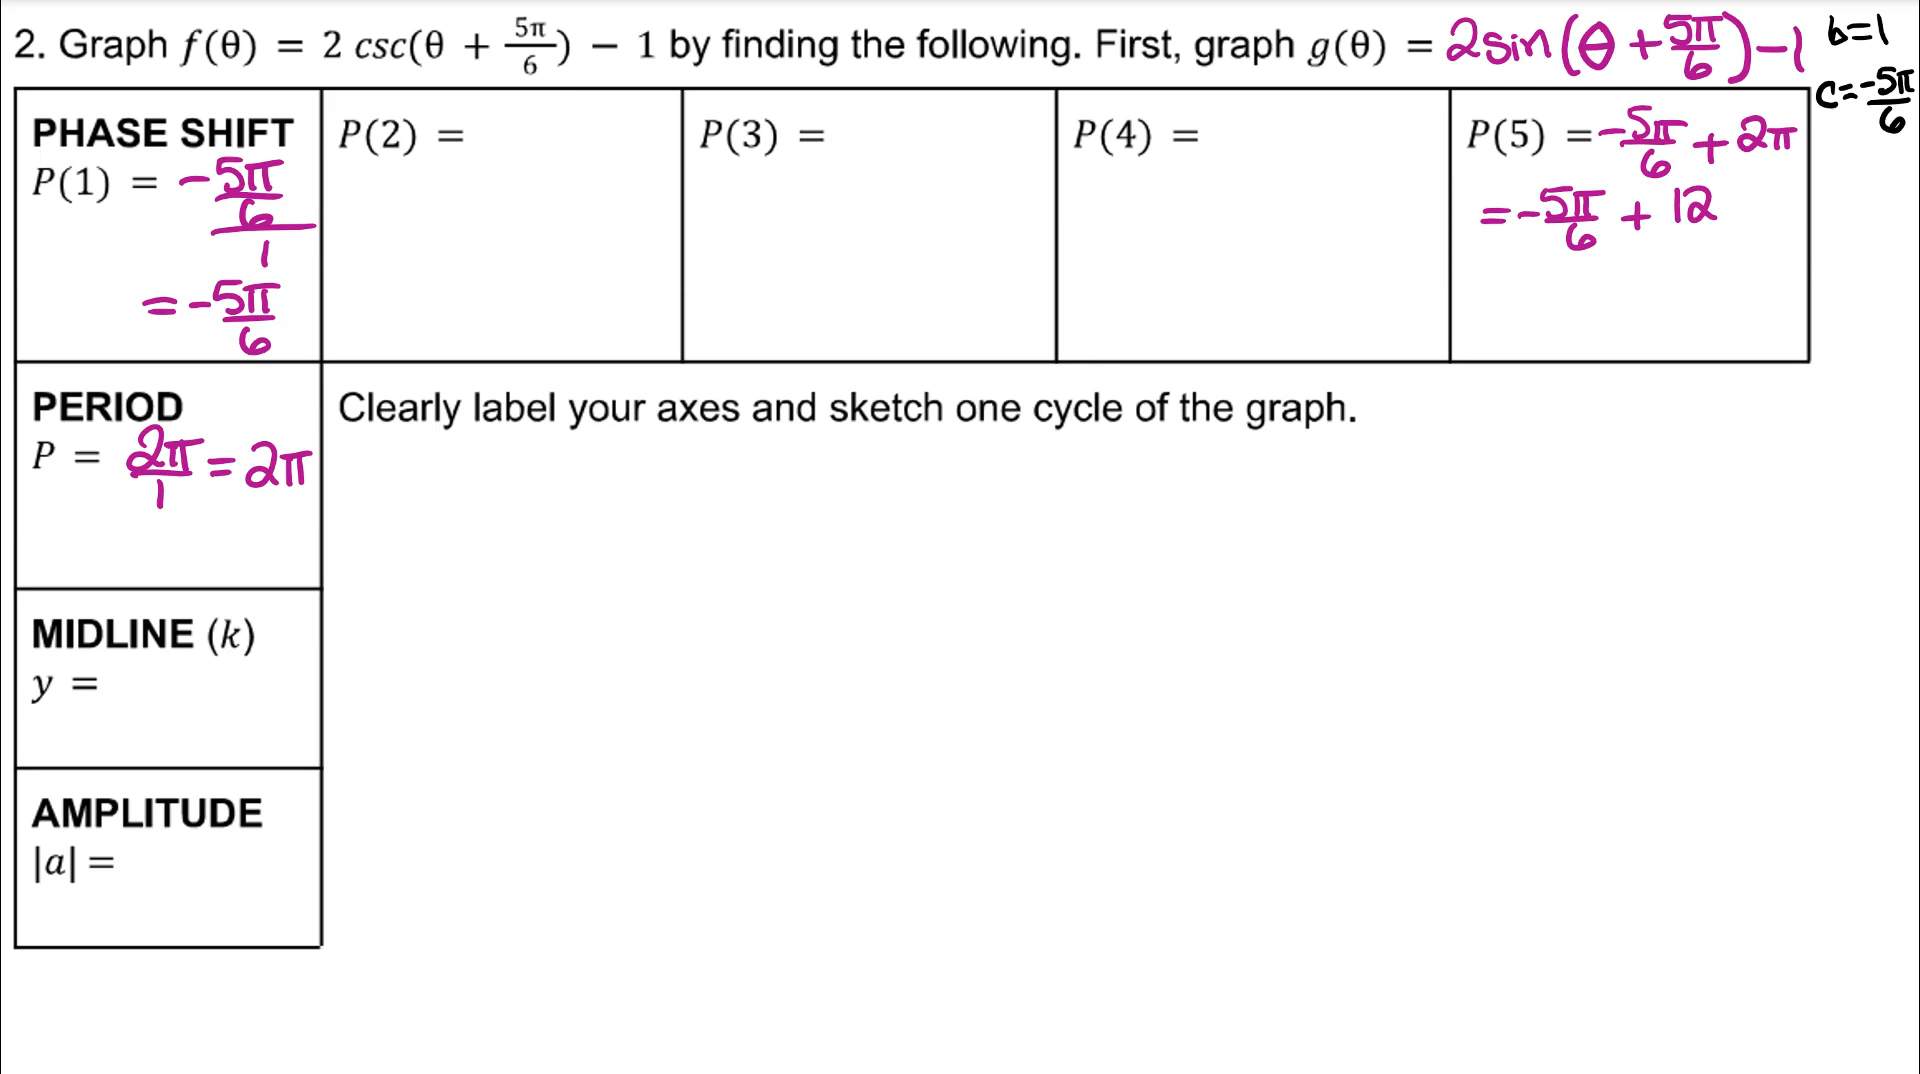 2. Graph f(θ) = 2 csc(θ + 5π/6) − 1 by finding the following. First, graph g(θ) = 2sin(θ + 5π/6) − 1
b=1
c=-5π/6
PHASE SHIFT
P(1) = -5π/6/1
= -5π/6
P(2) =
P(3) =
P(4) =
P(5) = -5π/6 + 2π
= -5π/6 + 12
PERIOD
P = 2π/1 = 2π
Clearly label your axes and sketch one cycle of the graph.
MIDLINE (k)
y =
AMPLITUDE
|a| =